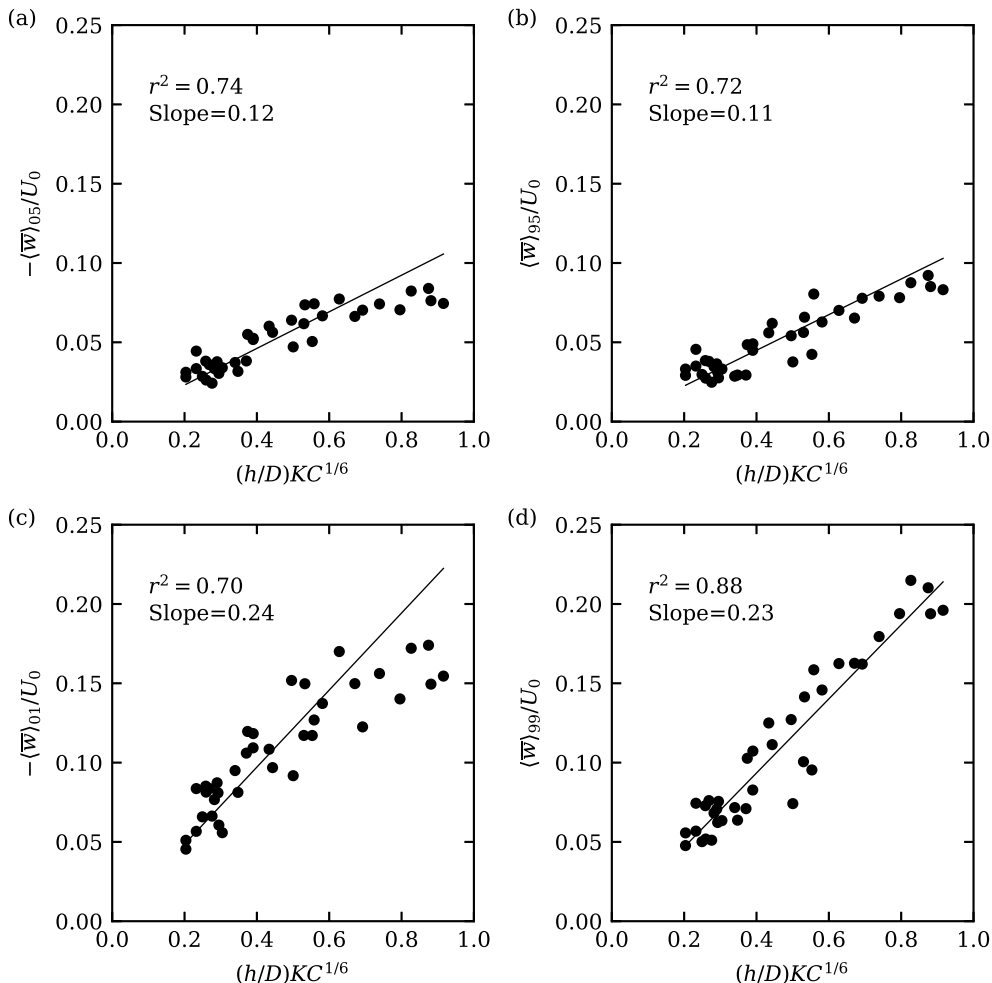 (a)
0.25
0.20
0.15
0.10
0.05
0.00
−⟨w̅⟩₀₅/U₀
r² = 0.74
Slope=0.12
0.0 0.2 0.4 0.6 0.8 1.0
(h/D)KC^{1/6}
(b)
0.25
0.20
0.15
0.10
0.05
0.00
⟨w̅⟩₉₅/U₀
r² = 0.72
Slope=0.11
0.0 0.2 0.4 0.6 0.8 1.0
(h/D)KC^{1/6}
(c)
0.25
0.20
0.15
0.10
0.05
0.00
−⟨w̅⟩₀₁/U₀
r² = 0.70
Slope=0.24
0.0 0.2 0.4 0.6 0.8 1.0
(h/D)KC^{1/6}
(d)
0.25
0.20
0.15
0.10
0.05
0.00
⟨w̅⟩₉₉/U₀
r² = 0.88
Slope=0.23
0.0 0.2 0.4 0.6 0.8 1.0
(h/D)KC^{1/6}